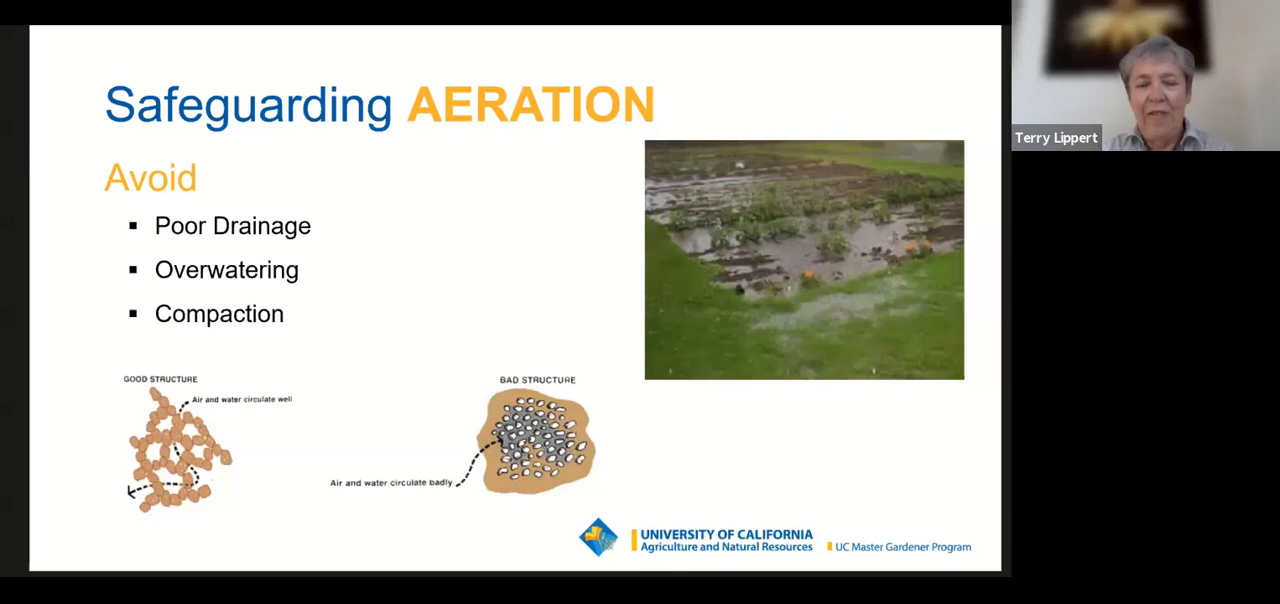 Safeguarding AERATION
Avoid
▪ Poor Drainage
▪ Overwatering
▪ Compaction
GOOD STRUCTURE
Air and water circulate well
BAD STRUCTURE
Air and water circulate badly
UNIVERSITY OF CALIFORNIA
Agriculture and Natural Resources
UC Master Gardener Program
Terry Lippert